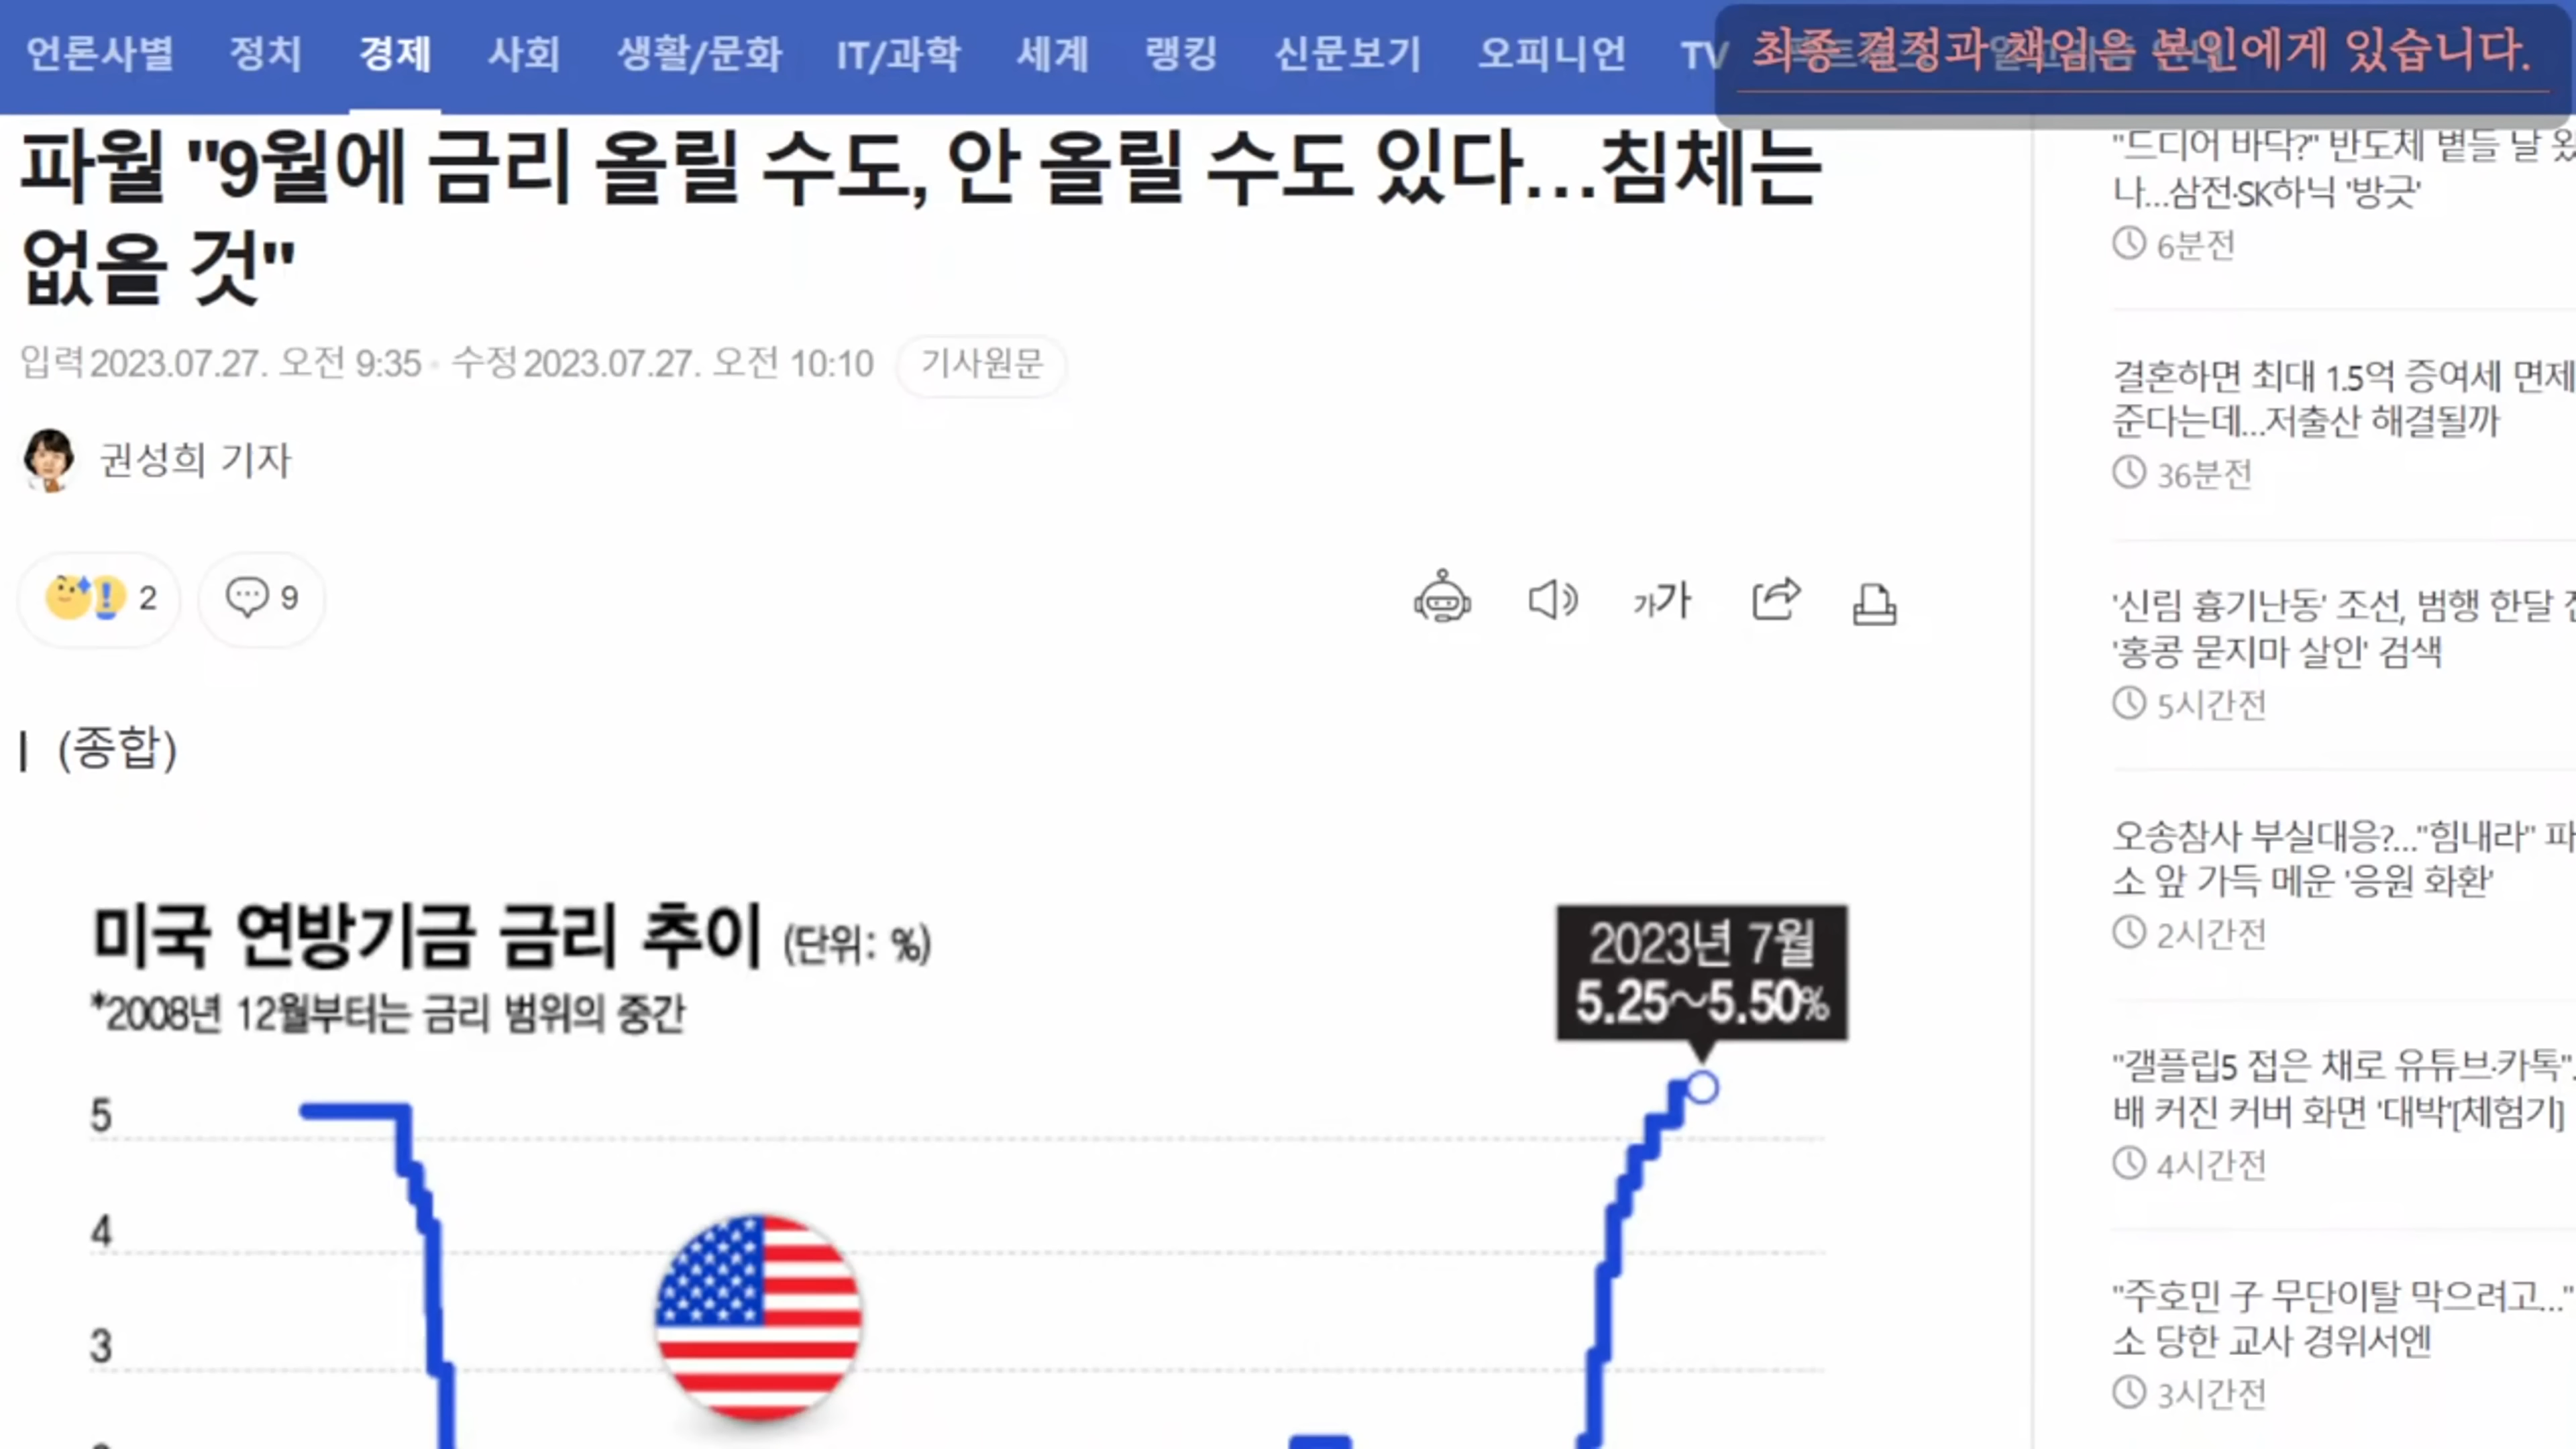 언론사별 정치 경제 사회 생활/문화 IT/과학 세계 랭킹 신문보기 오피니언 TV
최종 결정과 책임은 본인에게 있습니다.
파월 "9월에 금리 올릴 수도, 안 올릴 수도 있다…침체는
없을 것"
입력 2023.07.27. 오전 9:35 · 수정 2023.07.27. 오전 10:10 기사원문
권성희 기자
2 9
가가
(종합)
미국 연방기금 금리 추이 (단위: %)
*2008년 12월부터는 금리 범위의 중간
2023년 7월
5.25~5.50%
5
4
3
"드디어 바닥?" 반도체 볕들 날 왔
나…삼전·SK하닉 '방긋'
6분전
결혼하면 최대 1.5억 증여세 면제
준다는데…저출산 해결될까
36분전
'신림 흉기난동' 조선, 범행 한달 전
'홍콩 묻지마 살인' 검색
5시간전
오송참사 부실대응?…"힘내라" 파
소 앞 가득 메운 '응원 화환'
2시간전
"갤플립5 접은 채로 유튜브·카톡"
배 커진 커버 화면 '대박'[체험기]
4시간전
"주호민 子 무단이탈 막으려고…"
소 당한 교사 경위서엔
3시간전